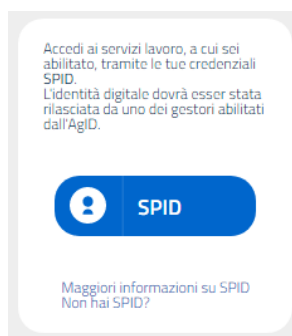 Accedi ai servizi lavoro, a cui sei
abilitato, tramite le tue credenziali
SPID.
L'identità digitale dovrà esser stata
rilasciata da uno dei gestori abilitati
dall'AgID.
SPID
Maggiori informazioni su SPID
Non hai SPID?